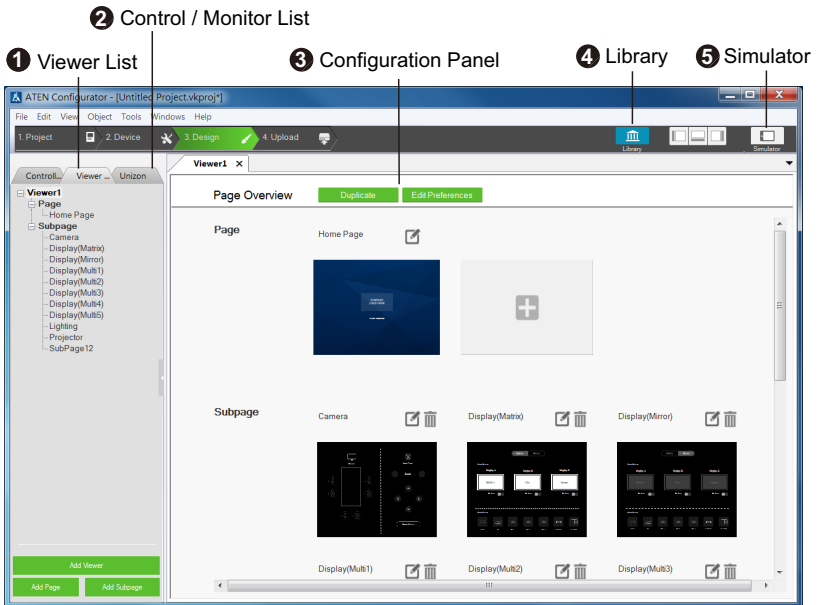 2 Control / Monitor List
1 Viewer List
3 Configuration Panel
4 Library
5 Simulator
ATEN Configurator - [Untitled Project.vkproj*]
File Edit View Object Tools Windows Help
1. Project 2. Device 3. Design 4. Upload
Library
Simulator
Controll... Viewer ... Unizon
Viewer1 X
Viewer1
Page
Home Page
Subpage
Camera
Display(Matrix)
Display(Mirror)
Display(Multi1)
Display(Multi2)
Display(Multi3)
Display(Multi4)
Display(Multi5)
Lighting
Projector
SubPage12
Add Viewer
Add Page Add Subpage
Page Overview Duplicate Edit Preferences
Page Home Page
Subpage Camera Display(Matrix) Display(Mirror)
Display(Multi1) Display(Multi2) Display(Multi3)